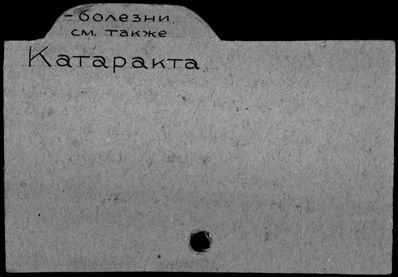 -болезни
см. также
Катаракта